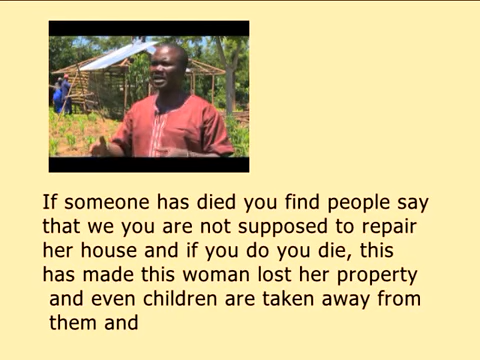 If someone has died you find people say
that we you are not supposed to repair
her house and if you do you die, this
has made this woman lost her property
and even children are taken away from
them and